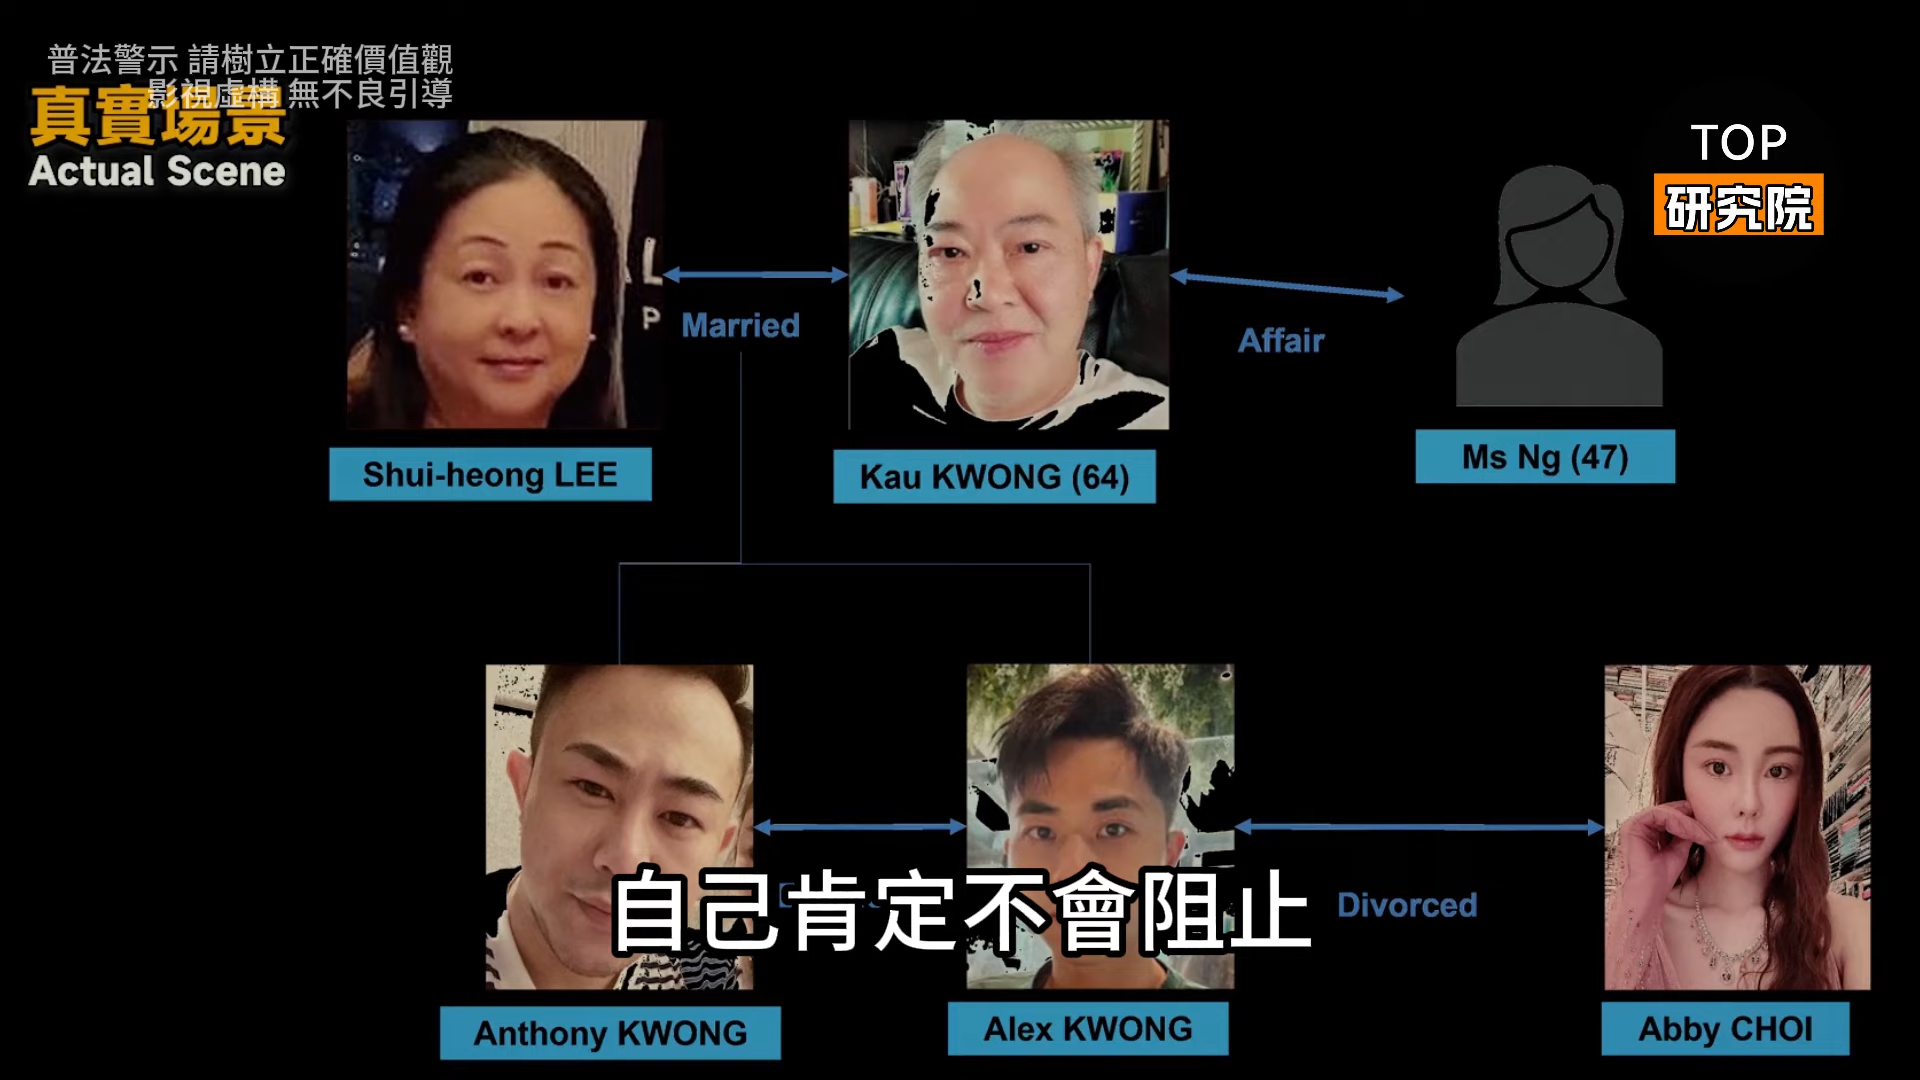 普法警示 請樹立正確價值觀
影視虛構 無不良引導
真實場景
Actual Scene
TOP
研究院
Married
Affair
Shui-heong LEE
Kau KWONG (64)
Ms Ng (47)
自己肯定不會阻止
Divorced
Anthony KWONG
Alex KWONG
Abby CHOI